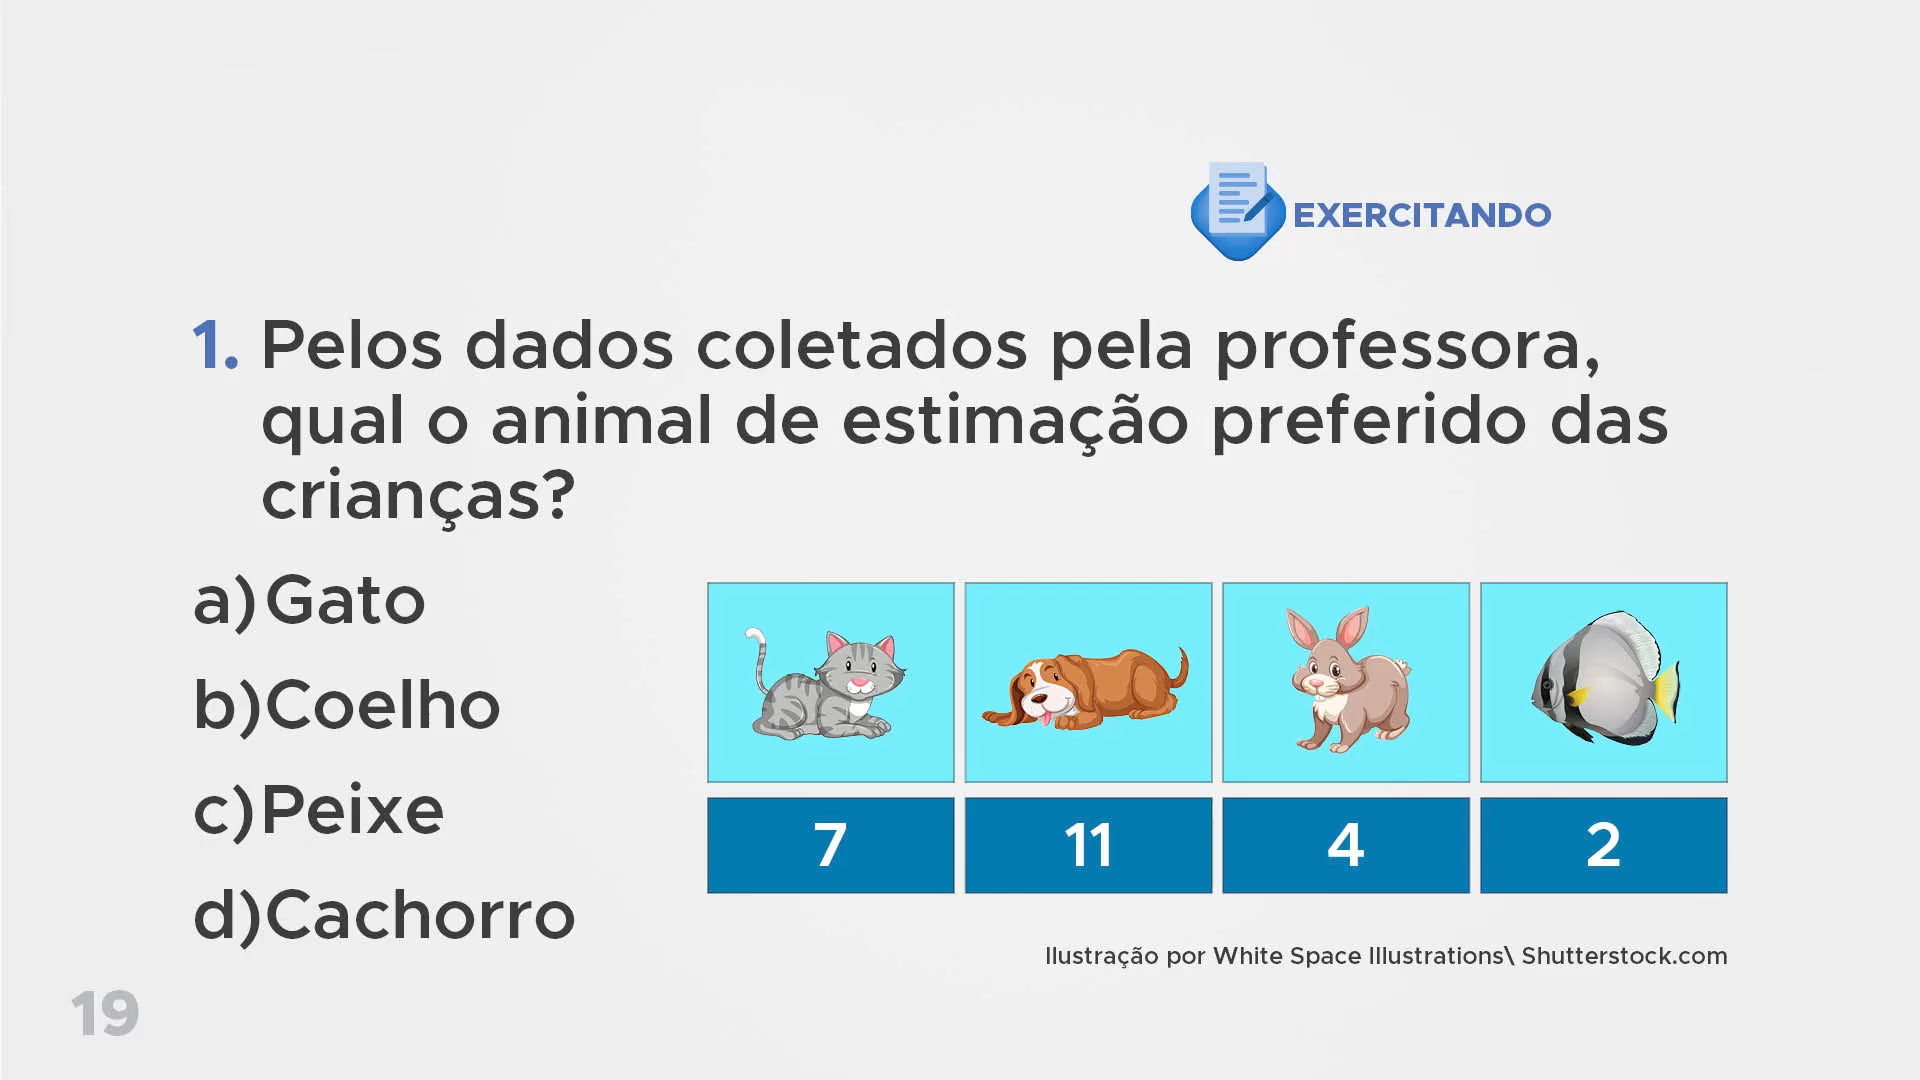 EXERCITANDO
1. Pelos dados coletados pela professora,
qual o animal de estimação preferido das
crianças?
a) Gato
b) Coelho
c) Peixe
d) Cachorro
7 11 4 2
Ilustração por White Space Illustrations\ Shutterstock.com
19